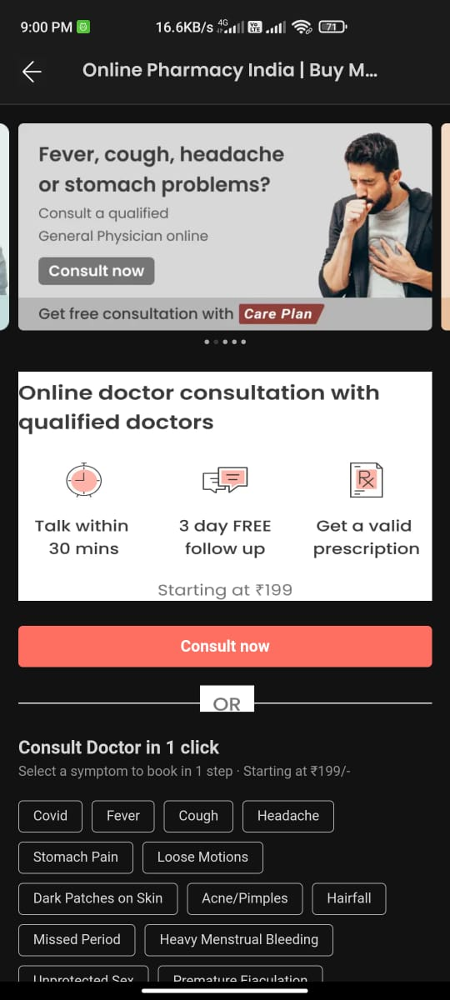 9:00 PM 16.6KB/s 4G Vo LTE 71
Online Pharmacy India | Buy M...
Fever, cough, headache
or stomach problems?
Consult a qualified
General Physician online
Consult now
Get free consultation with Care Plan
Online doctor consultation with
qualified doctors
Talk within
30 mins
3 day FREE
follow up
Rx
Get a valid
prescription
Starting at ₹199
Consult now
OR
Consult Doctor in 1 click
Select a symptom to book in 1 step · Starting at ₹199/-
Covid Fever Cough Headache
Stomach Pain Loose Motions
Dark Patches on Skin Acne/Pimples Hairfall
Missed Period Heavy Menstrual Bleeding
Unprotected Sex Premature Ejaculation